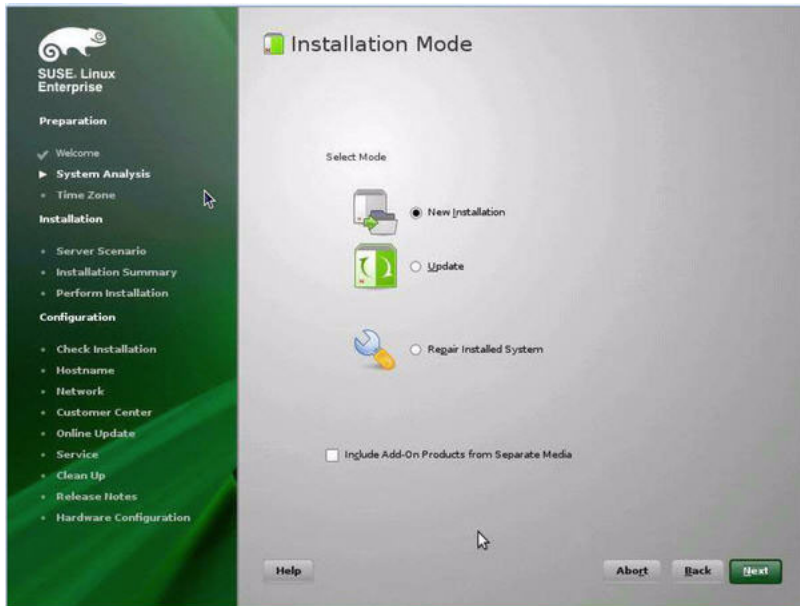 SUSE. Linux
Enterprise
Preparation
Welcome
System Analysis
Time Zone
Installation
Server Scenario
Installation Summary
Perform Installation
Configuration
Check Installation
Hostname
Network
Customer Center
Online Update
Service
Clean Up
Release Notes
Hardware Configuration
Installation Mode
Select Mode
New Installation
Update
Repair Installed System
Include Add-On Products from Separate Media
Help
Abort
Back
Next